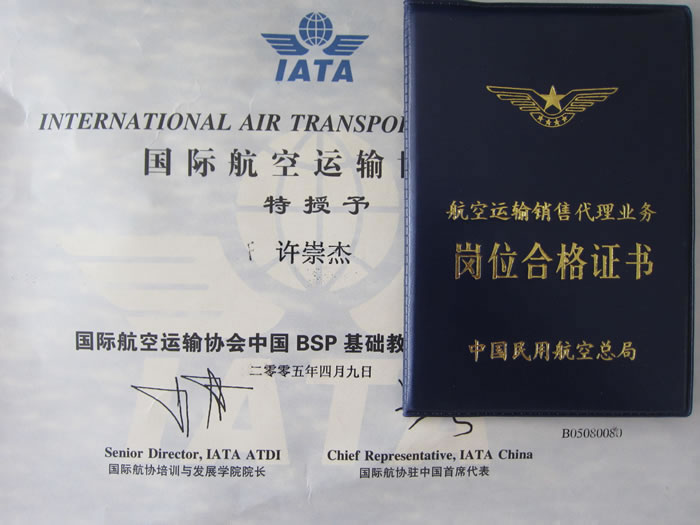 IATA
INTERNATIONAL AIR TRANSPO
国际航空运输
特授予
许崇杰
国际航空运输协会中国 BSP 基础教
二零零五年四月九日
Senior Director, IATA ATDI
国际航协培训与发展学院院长
Chief Representative, IATA China
国际航协驻中国首席代表
航空运输销售代理业务
岗位合格证书
中国民用航空总局
IATA